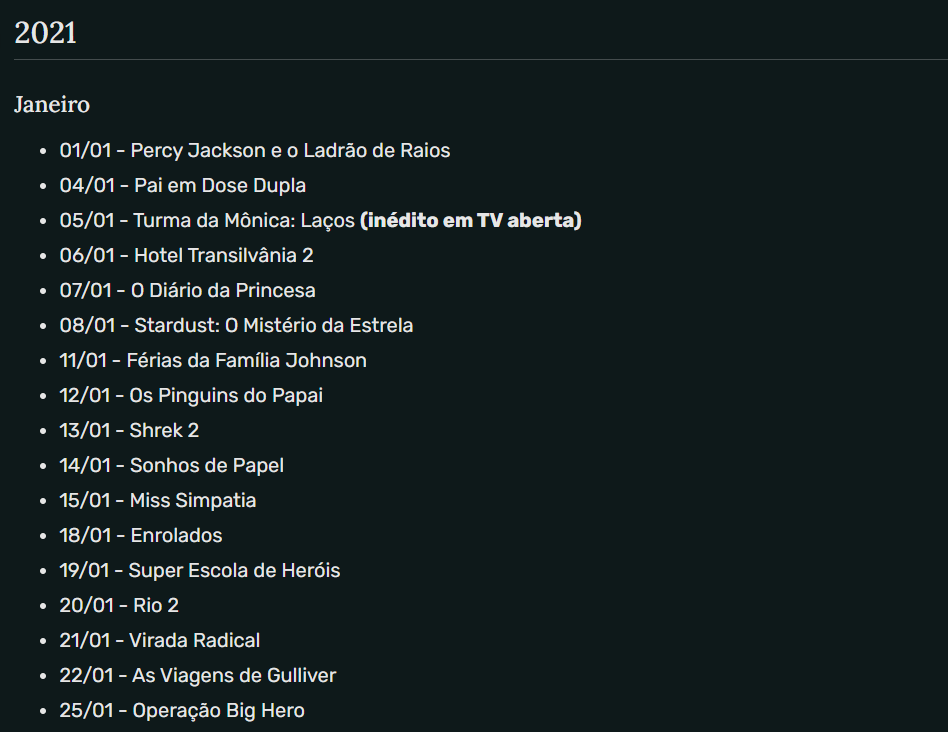 2021
Janeiro
01/01 - Percy Jackson e o Ladrão de Raios
04/01 - Pai em Dose Dupla
05/01 - Turma da Mônica: Laços (inédito em TV aberta)
06/01 - Hotel Transilvânia 2
07/01 - O Diário da Princesa
08/01 - Stardust: O Mistério da Estrela
11/01 - Férias da Família Johnson
12/01 - Os Pinguins do Papai
13/01 - Shrek 2
14/01 - Sonhos de Papel
15/01 - Miss Simpatia
18/01 - Enrolados
19/01 - Super Escola de Heróis
20/01 - Rio 2
21/01 - Virada Radical
22/01 - As Viagens de Gulliver
25/01 - Operação Big Hero